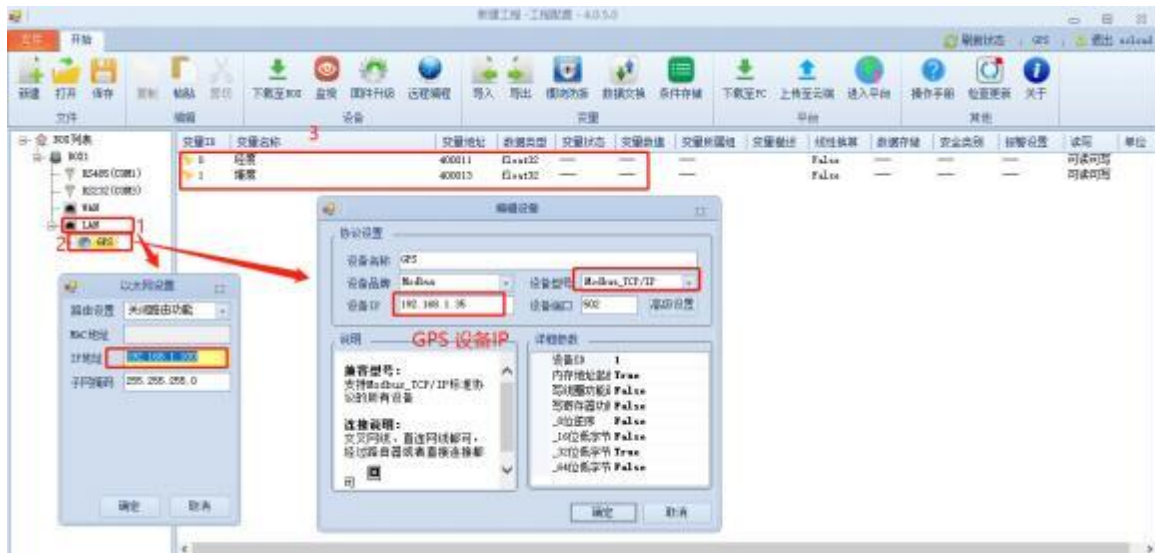 新建工程 -工程配置 - 4.0.5.0
文件 开始 刷新状态 GPS 退出
新建 打开 保存 复制 粘贴 剪切 下载至BOX 监视 固件升级 远程编程 导入 导出 模块仿真 数据交换 条件存储 下载至PC 上传至云端 进入平台 操作手册 检查更新 关于
文件 编辑 设备 变量 平台 其他
3
BOX列表
BOX1
RS485(COM1)
RS232(COM3)
WAN
LAN 1
2 GPS
变量ID 变量名称 变量地址 数据类型 变量状态 变量数值 变量所属组 变量描述 线性换算 数据存储 安全类别 报警设置 读写 单位
0 经度 400011 float32 —— —— False —— —— —— 可读可写
1 维度 400013 float32 —— —— False —— —— —— 可读可写
以太网设置
路由设置 关闭路由功能
MAC地址
IP地址 192.168.1.200
子网掩码 255.255.255.0
确定 取消
编辑设备
协议设置
设备名称 GPS
设备品牌 Modbus 设备型号 Modbus_TCP/IP
设备IP 192.168.1.35 设备端口 502 高级设置
GPS 设备IP
说明
兼容型号：
支持Modbus_TCP/IP标准协
议的所有设备
连接说明：
交叉网线、直连网线都可，
经过路由器或者直接连接都
可
详细参数
设备ID 1
内存地址起始 True
写线圈功能 False
写寄存器功能 False
_8位逆序 False
_16位低字节 False
_32位低字节 True
_64位低字节 False
确定 取消